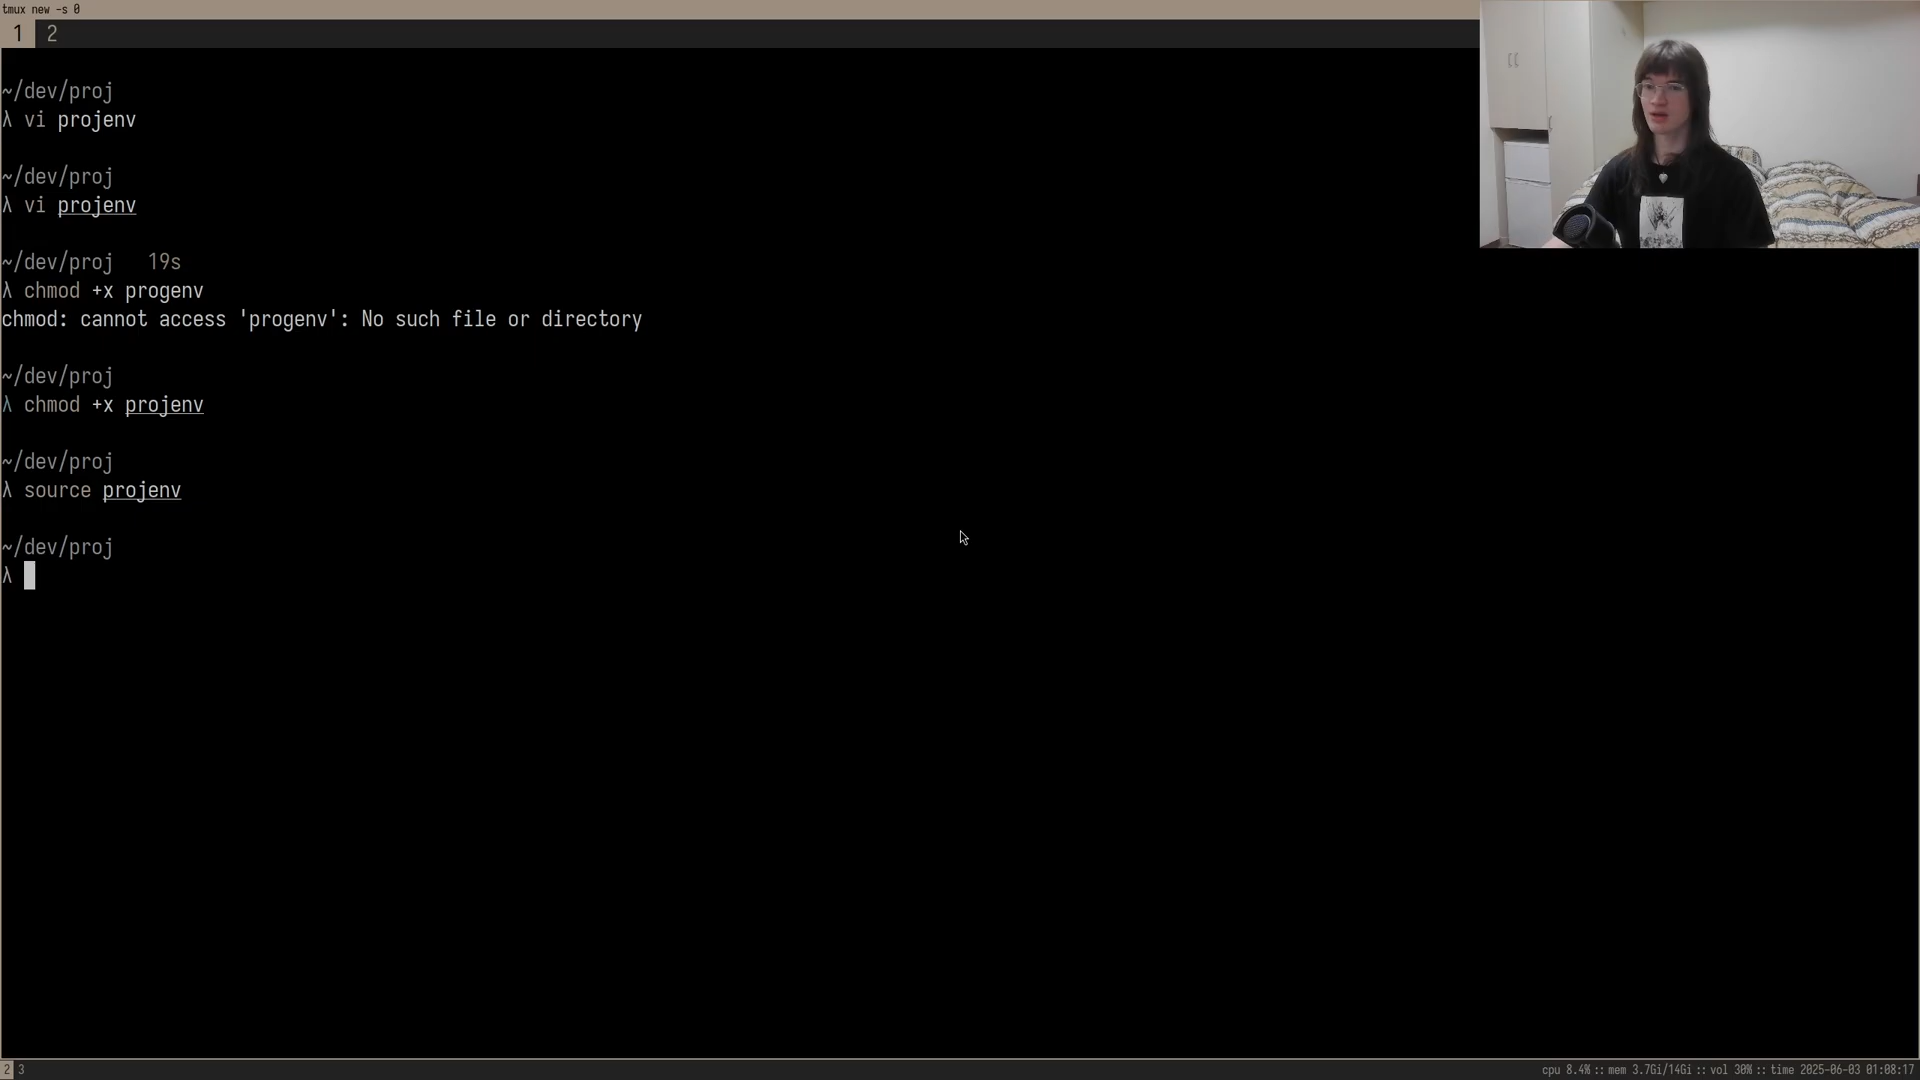 tmux new -s 0
1 2
~/dev/proj
λ vi projenv
~/dev/proj
λ vi projenv
~/dev/proj 19s
λ chmod +x progenv
chmod: cannot access 'progenv': No such file or directory
~/dev/proj
λ chmod +x projenv
~/dev/proj
λ source projenv
~/dev/proj
λ
2 3
cpu 8.4% :: mem 3.7Gi/14Gi :: vol 30% :: time 2025-06-03 01:08:17